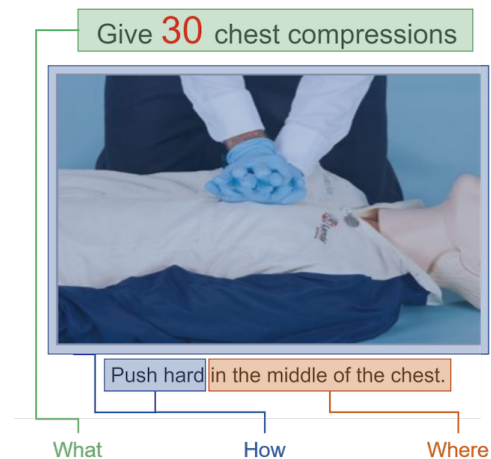 Give 30 chest compressions
Push hard in the middle of the chest.
What How Where